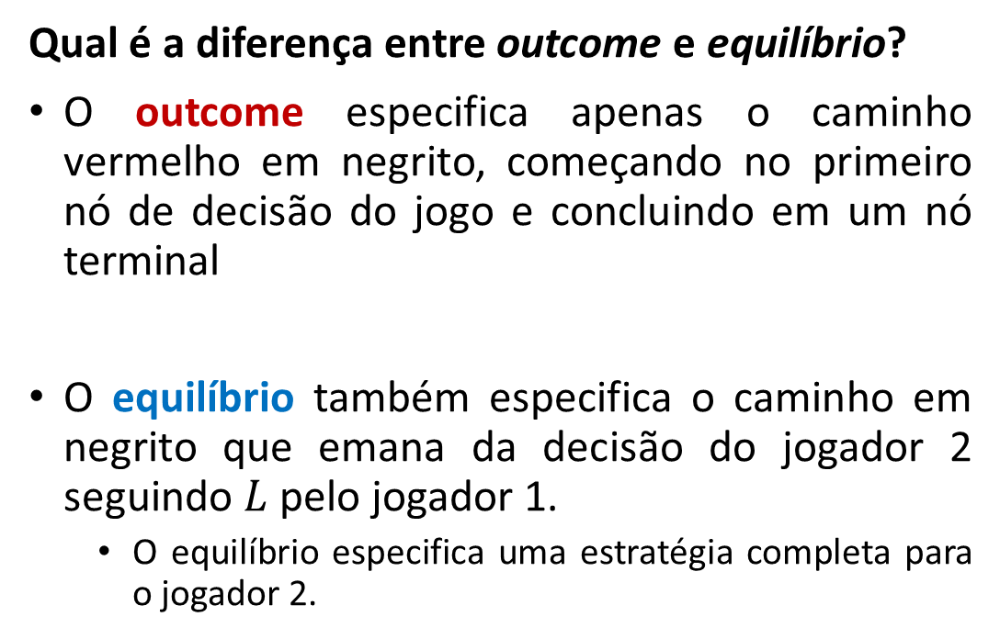 Qual é a diferença entre outcome e equilíbrio?
• O outcome especifica apenas o caminho
vermelho em negrito, começando no primeiro
nó de decisão do jogo e concluindo em um nó
terminal
• O equilíbrio também especifica o caminho em
negrito que emana da decisão do jogador 2
seguindo L pelo jogador 1.
• O equilíbrio especifica uma estratégia completa para
o jogador 2.